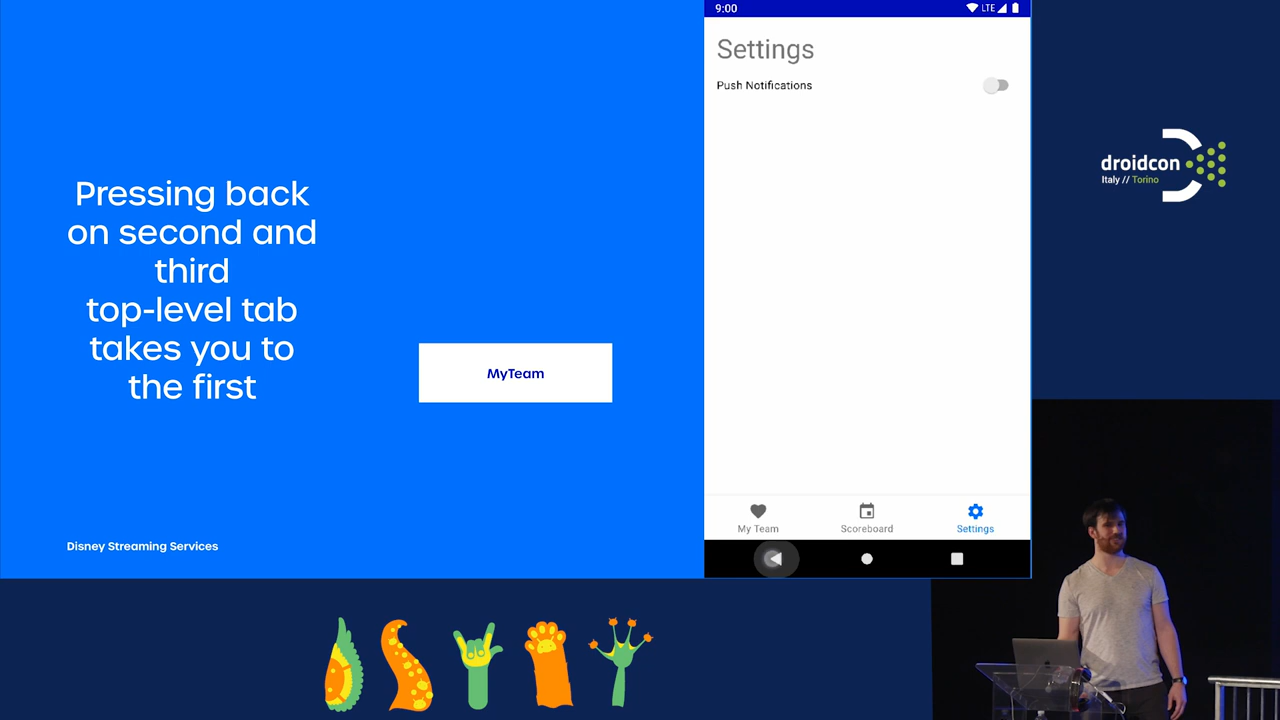 Pressing back
on second and
third
top-level tab
takes you to
the first
MyTeam
Disney Streaming Services
9:00
LTE
Settings
Push Notifications
My Team
Scoreboard
Settings
droidcon
Italy // Torino